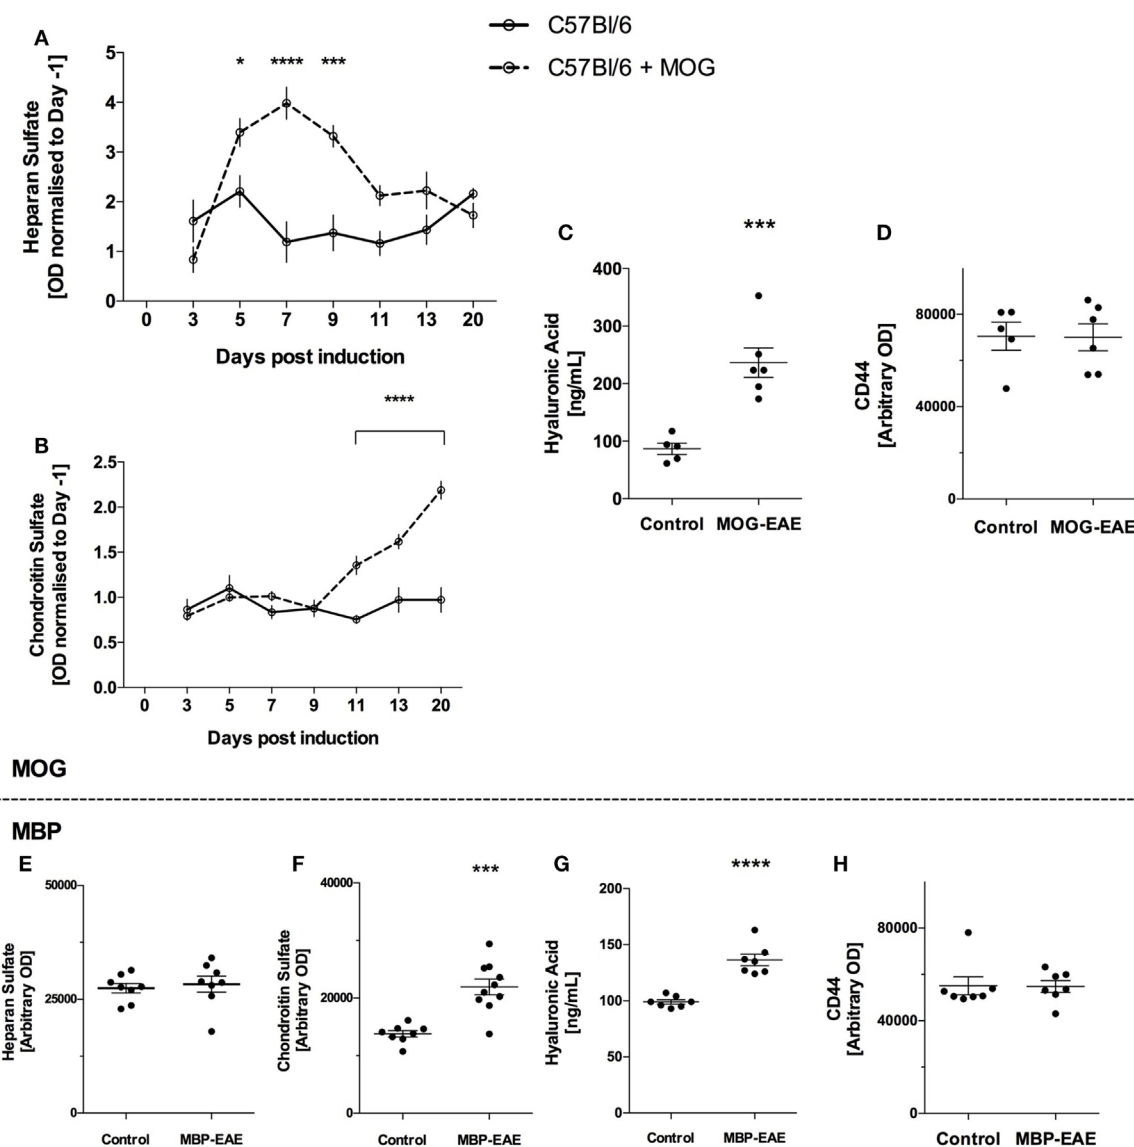 C57Bl/6
C57Bl/6 + MOG
A
Heparan Sulfate
[OD normalised to Day -1]
5
4
3
2
1
0
* **** ***
0 3 5 7 9 11 13 20
Days post induction
B
Chondroitin Sulfate
[OD normalised to Day -1]
****
2.5
2.0
1.5
1.0
0.5
0.0
0 3 5 7 9 11 13 20
Days post induction
C
Hyaluronic Acid
[ng/mL]
***
400
300
200
100
0
Control MOG-EAE
D
CD44
[Arbitrary OD]
80000
40000
0
Control MOG-EAE
MOG
MBP
E
Heparan Sulfate
[Arbitrary OD]
50000
25000
0
Control MBP-EAE
F
Chondroitin Sulfate
[Arbitrary OD]
***
40000
20000
0
Control MBP-EAE
G
Hyaluronic Acid
[ng/mL]
****
200
150
100
50
0
Control MBP-EAE
H
CD44
[Arbitrary OD]
80000
40000
0
Control MBP-EAE